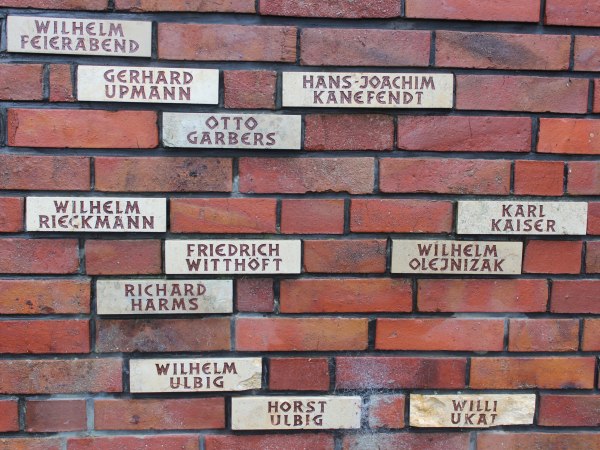 WILHELM
FEIERABEND
GERHARD
UPMANN
HANS-JOACHIM
KANEFENDT
OTTO
GARBERS
WILHELM
RIECKMANN
KARL
KAISER
FRIEDRICH
WITTHÖFT
WILHELM
OLEJNIZAK
RICHARD
HARMS
WILHELM
ULBIG
HORST
ULBIG
WILLI
UKAT